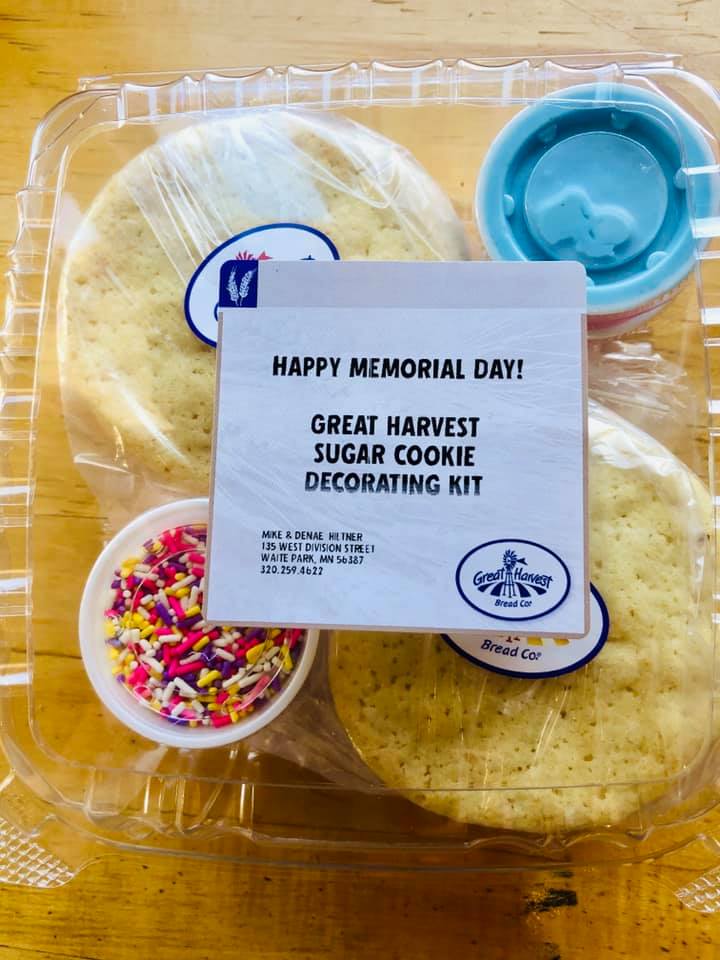 HAPPY MEMORIAL DAY!
GREAT HARVEST
SUGAR COOKIE
DECORATING KIT
MIKE & DENAE HILTNER
135 WEST DIVISION STREET
WAITE PARK, MN 56387
320.259.4622
Great Harvest
Bread Co.
Bread Co.